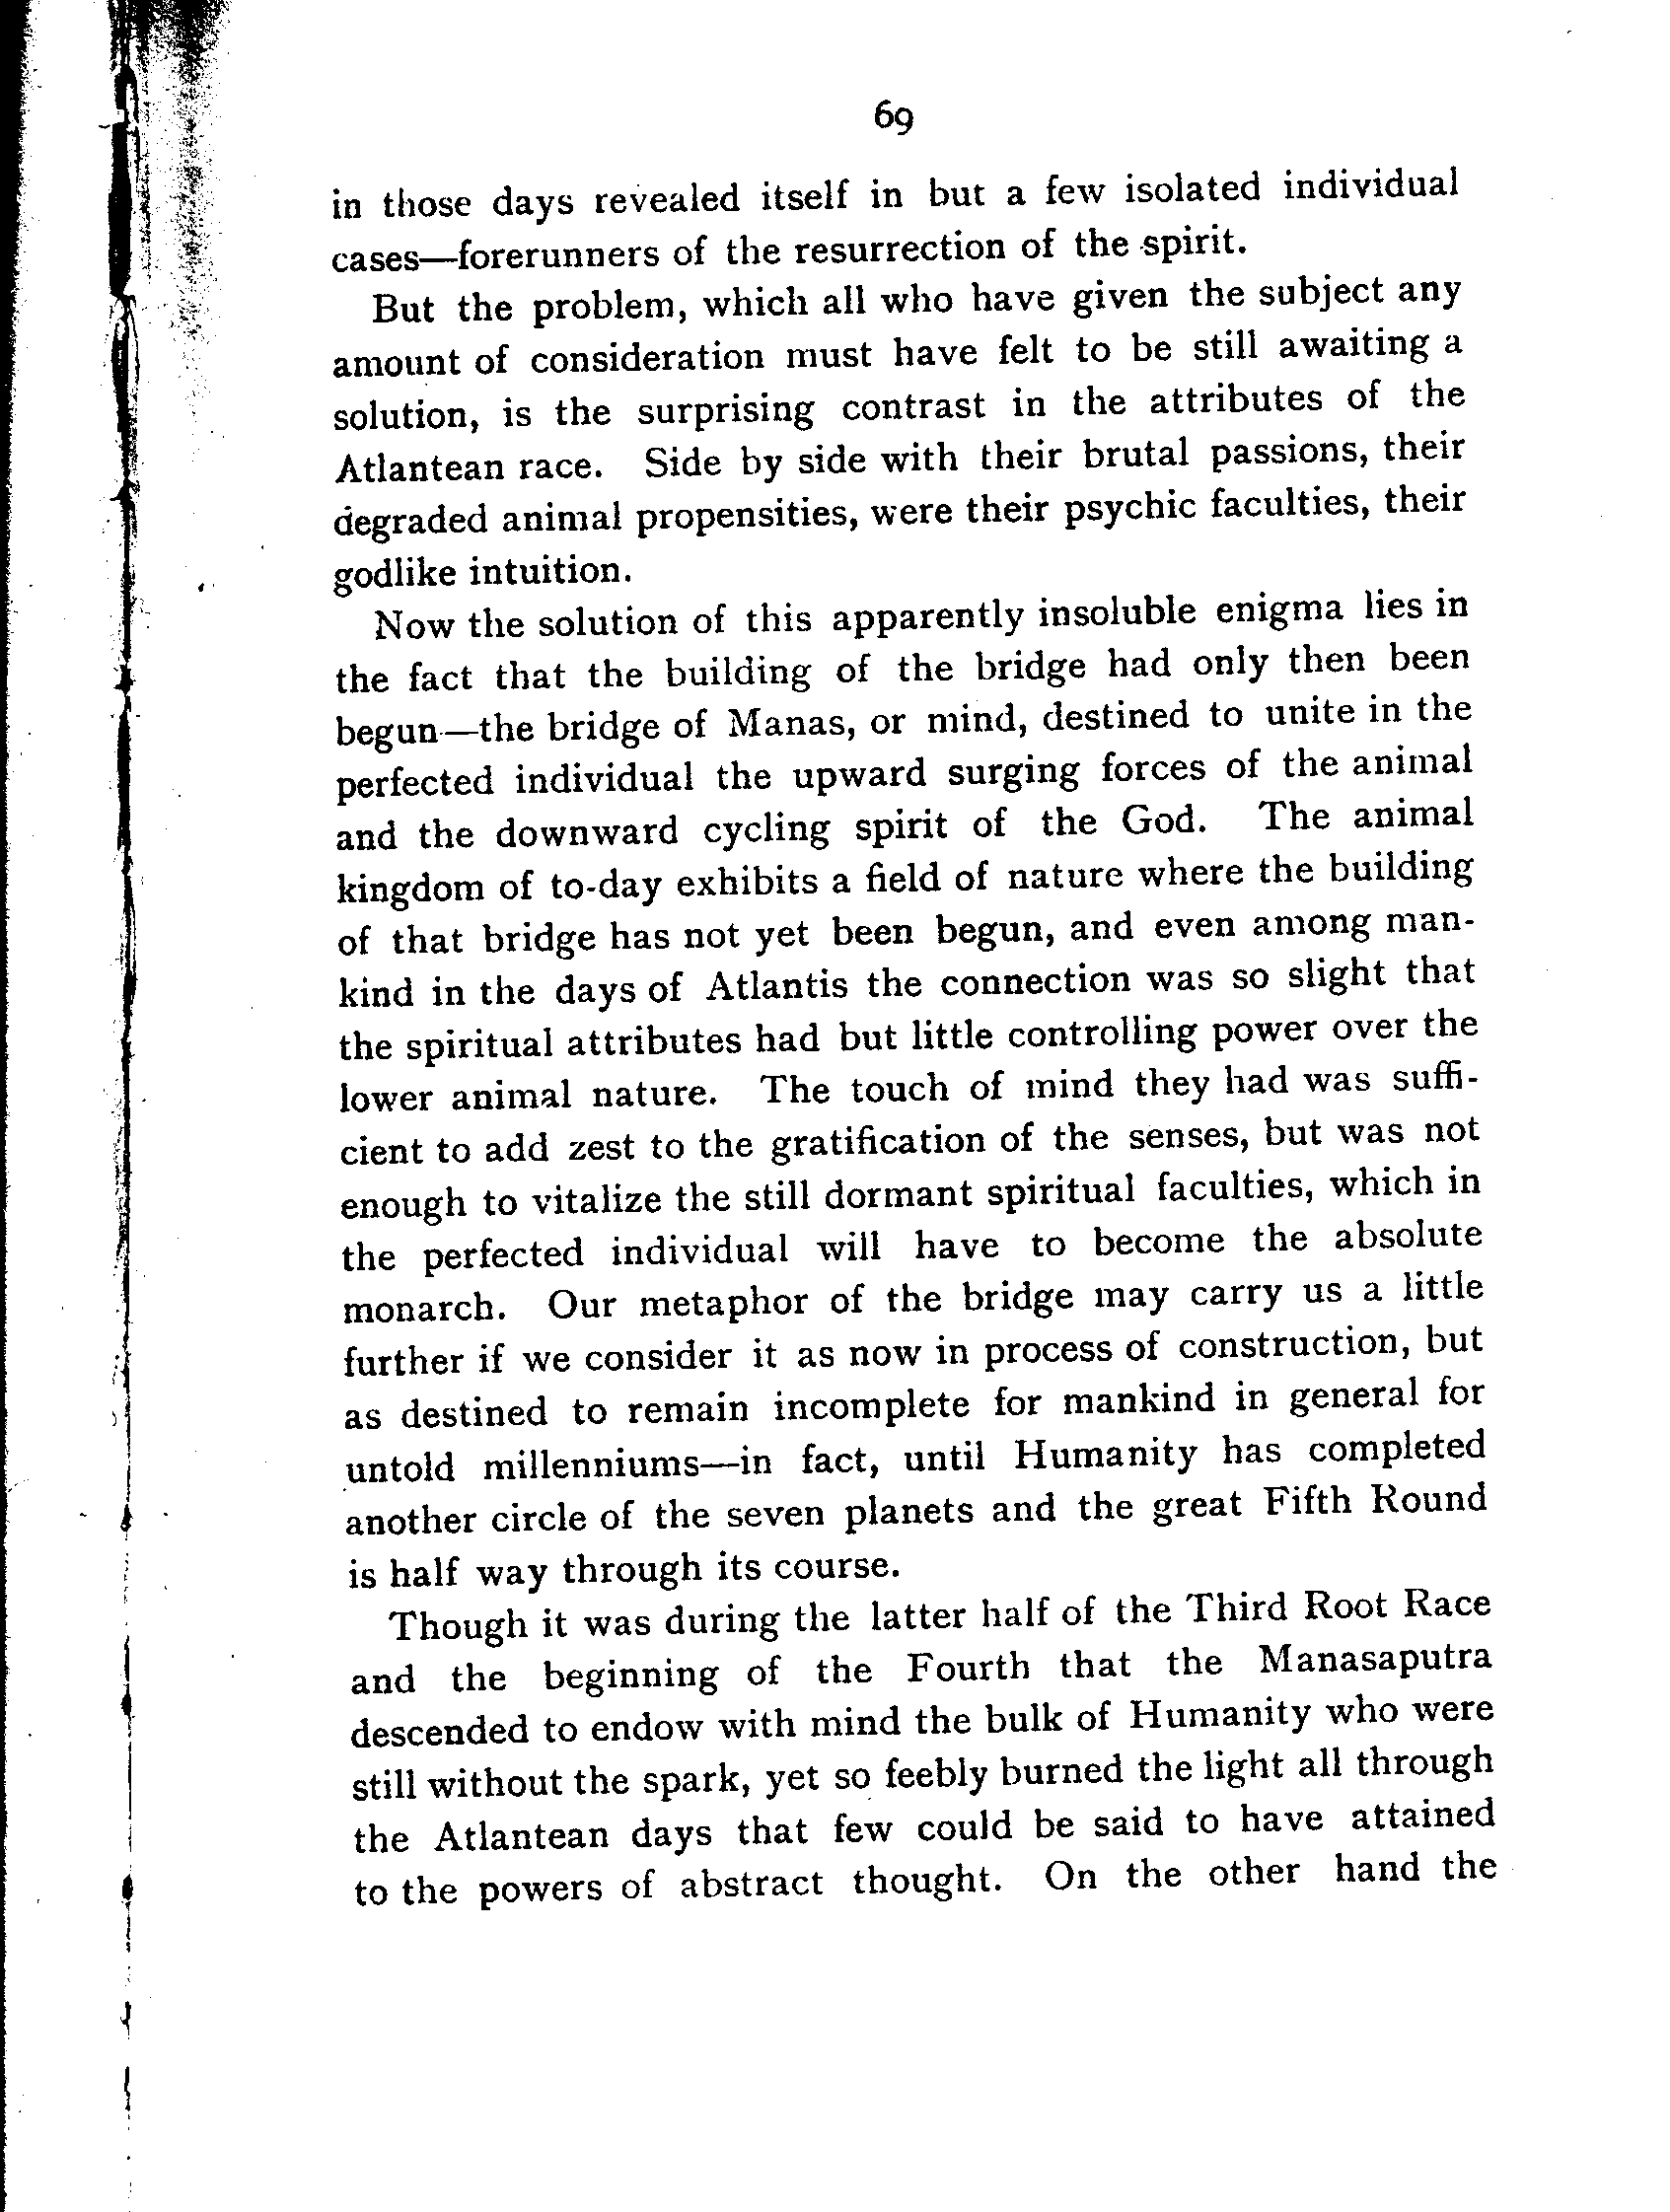 69
in those days revealed itself in but a few isolated individual
cases—forerunners of the resurrection of the spirit.
But the problem, which all who have given the subject any
amount of consideration must have felt to be still awaiting a
solution, is the surprising contrast in the attributes of the
Atlantean race. Side by side with their brutal passions, their
degraded animal propensities, were their psychic faculties, their
godlike intuition.
Now the solution of this apparently insoluble enigma lies in
the fact that the building of the bridge had only then been
begun—the bridge of Manas, or mind, destined to unite in the
perfected individual the upward surging forces of the animal
and the downward cycling spirit of the God. The animal
kingdom of to-day exhibits a field of nature where the building
of that bridge has not yet been begun, and even among man-
kind in the days of Atlantis the connection was so slight that
the spiritual attributes had but little controlling power over the
lower animal nature. The touch of mind they had was suffi-
cient to add zest to the gratification of the senses, but was not
enough to vitalize the still dormant spiritual faculties, which in
the perfected individual will have to become the absolute
monarch. Our metaphor of the bridge may carry us a little
further if we consider it as now in process of construction, but
as destined to remain incomplete for mankind in general for
untold millenniums—in fact, until Humanity has completed
another circle of the seven planets and the great Fifth Round
is half way through its course.
Though it was during the latter half of the Third Root Race
and the beginning of the Fourth that the Manasaputra
descended to endow with mind the bulk of Humanity who were
still without the spark, yet so feebly burned the light all through
the Atlantean days that few could be said to have attained
to the powers of abstract thought. On the other hand the